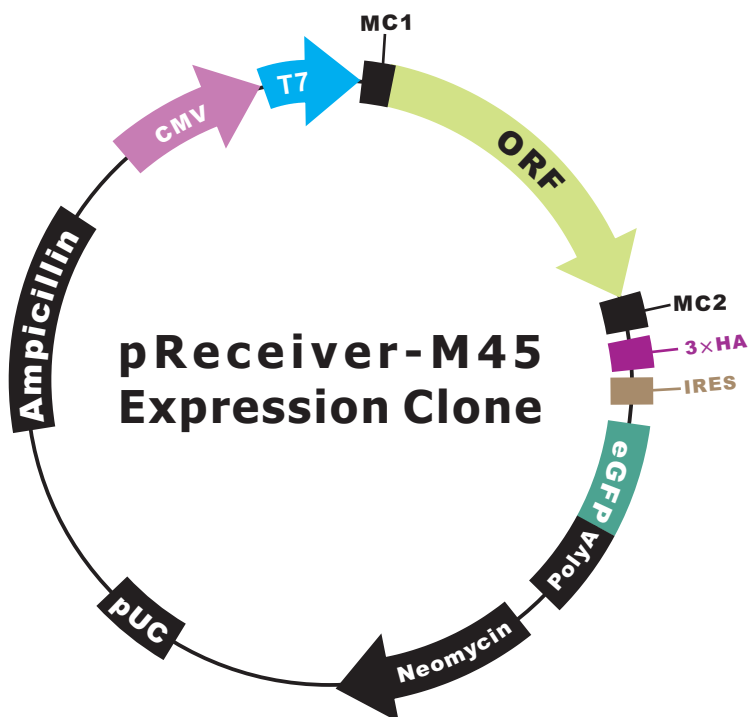 MC1
T7
CMV
ORF
MC2
3×HA
IRES
eGFP
PolyA
Neomycin
pUC
Ampicillin
pReceiver-M45
Expression Clone